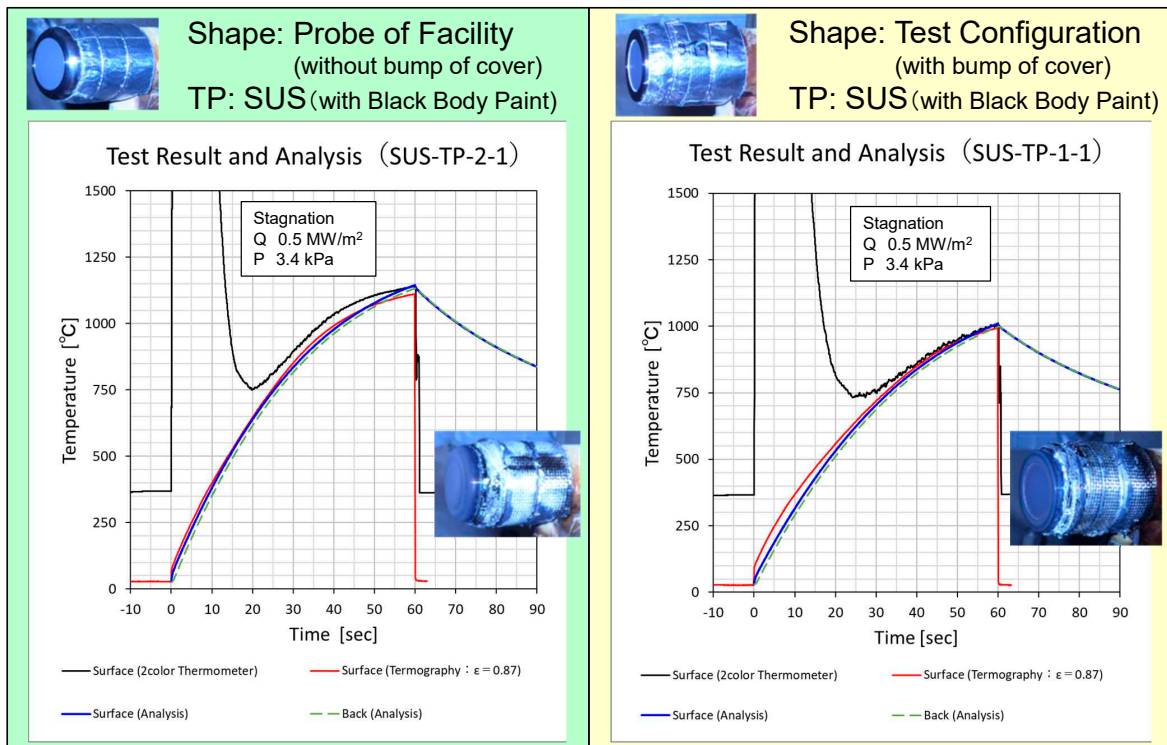 Shape: Probe of Facility
(without bump of cover)
TP: SUS（with Black Body Paint）
Test Result and Analysis （SUS-TP-2-1）
Stagnation
Q 0.5 MW/m²
P 3.4 kPa
Temperature [℃]
1500
1250
1000
750
500
250
0
-10 0 10 20 30 40 50 60 70 80 90
Time [sec]
Surface (2color Thermometer)
Surface (Termography：ε＝0.87)
Surface (Analysis)
Back (Analysis)
Shape: Test Configuration
(with bump of cover)
TP: SUS（with Black Body Paint）
Test Result and Analysis （SUS-TP-1-1）
Stagnation
Q 0.5 MW/m²
P 3.4 kPa
Temperature [℃]
1500
1250
1000
750
500
250
0
-10 0 10 20 30 40 50 60 70 80 90
Time [sec]
Surface (2color Thermometer)
Surface (Termography：ε＝0.87)
Surface (Analysis)
Back (Analysis)